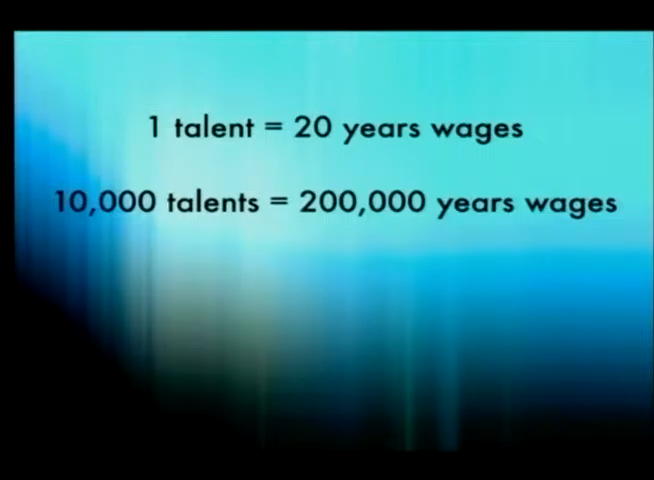 1 talent = 20 years wages
10,000 talents = 200,000 years wages